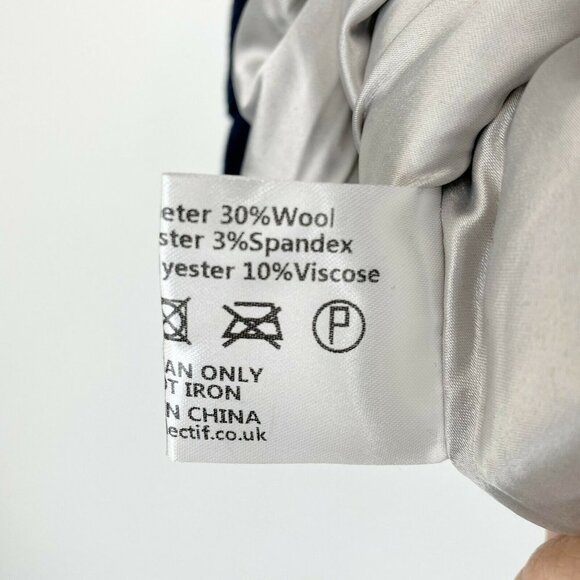 eter 30%Wool
ster 3%Spandex
yester 10%Viscose
P
AN ONLY
T IRON
N CHINA
lectif.co.uk